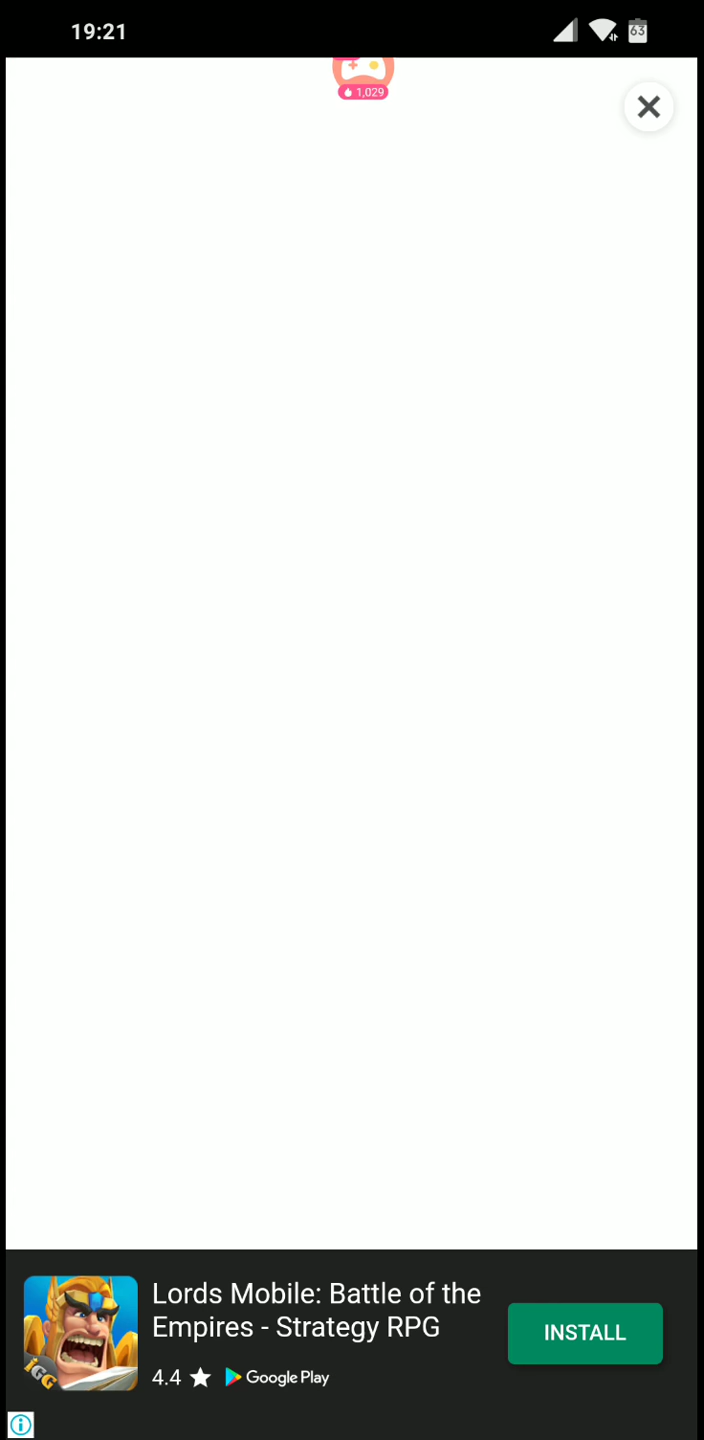 19:21
63
1,029
Lords Mobile: Battle of the
Empires - Strategy RPG
INSTALL
4.4
Google Play
IGG